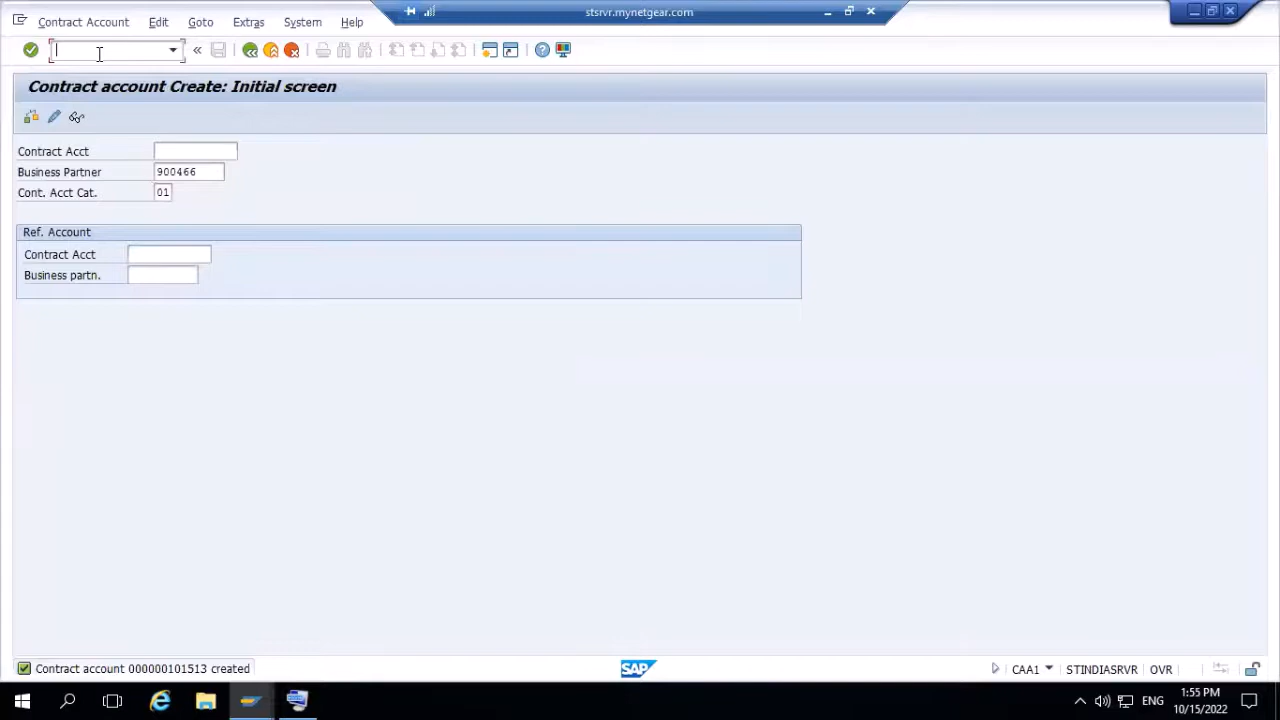 stsrvr.mynetgear.com
Contract Account Edit Goto Extras System Help
Contract account Create: Initial screen
Contract Acct
Business Partner 900466
Cont. Acct Cat. 01
Ref. Account
Contract Acct
Business partn.
Contract account 000000101513 created
SAP
CAA1 STINDIASRVR OVR
ENG
1:55 PM
10/15/2022